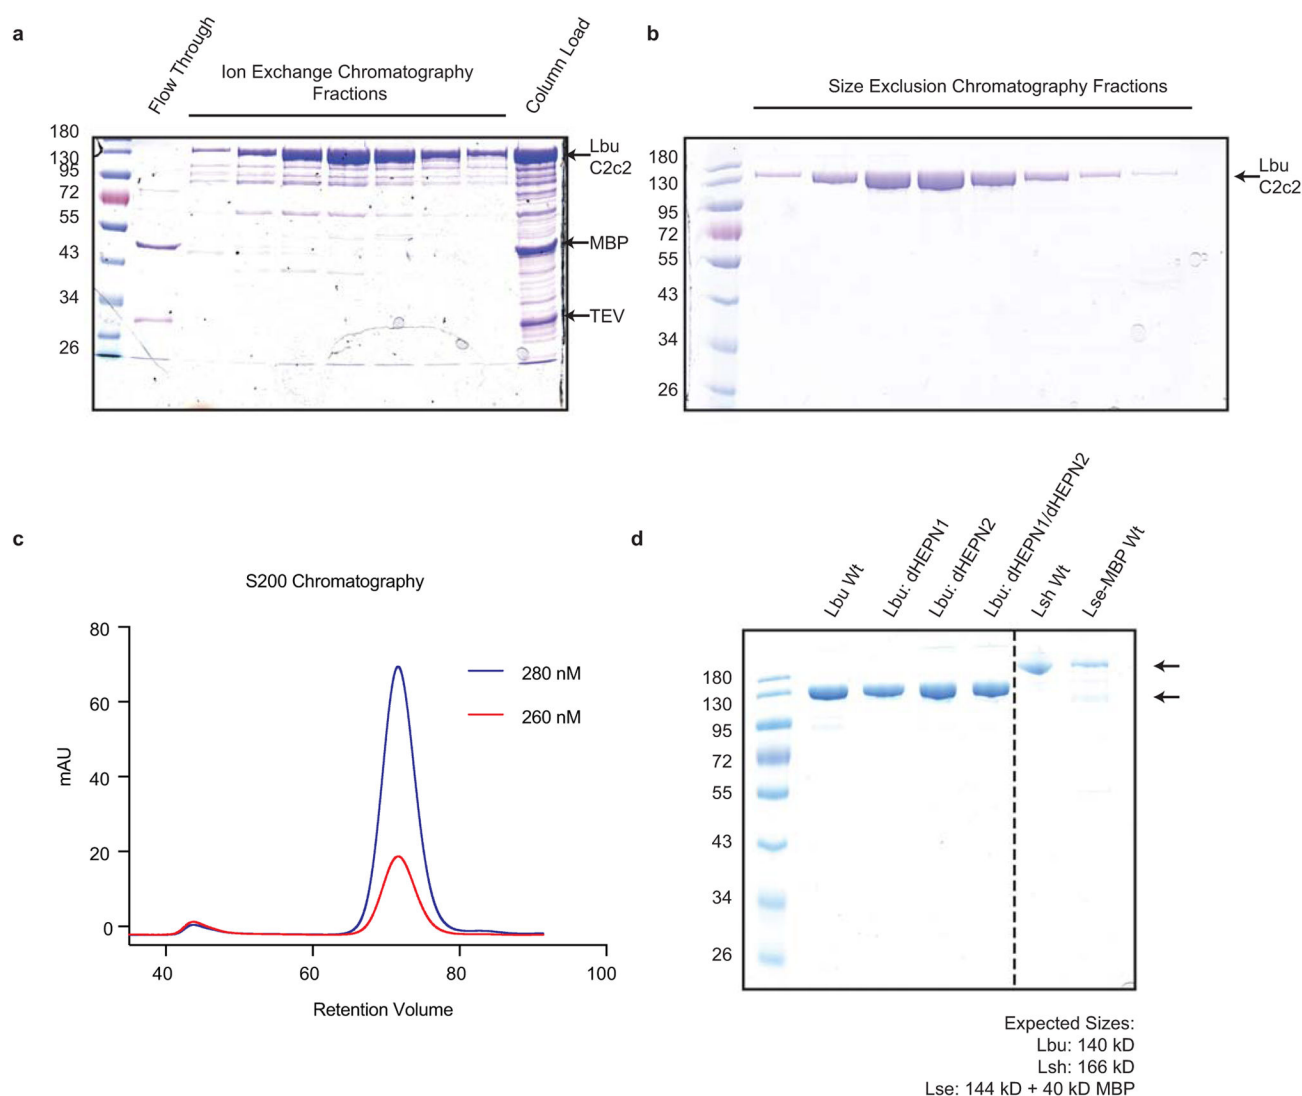 a
Flow Through
Ion Exchange Chromatography
Fractions
Column Load
180
130
95
72
55
43
34
26
Lbu
C2c2
MBP
TEV
b
Size Exclusion Chromatography Fractions
180
130
95
72
55
43
34
26
Lbu
C2c2
c
S200 Chromatography
80
60
40
20
0
mAU
280 nM
260 nM
40
60
80
100
Retention Volume
d
Lbu Wt
Lbu: dHEPN1
Lbu: dHEPN2
Lbu: dHEPN1/dHEPN2
Lsh Wt
Lse-MBP Wt
180
130
95
72
55
43
34
26
Expected Sizes:
Lbu: 140 kD
Lsh: 166 kD
Lse: 144 kD + 40 kD MBP